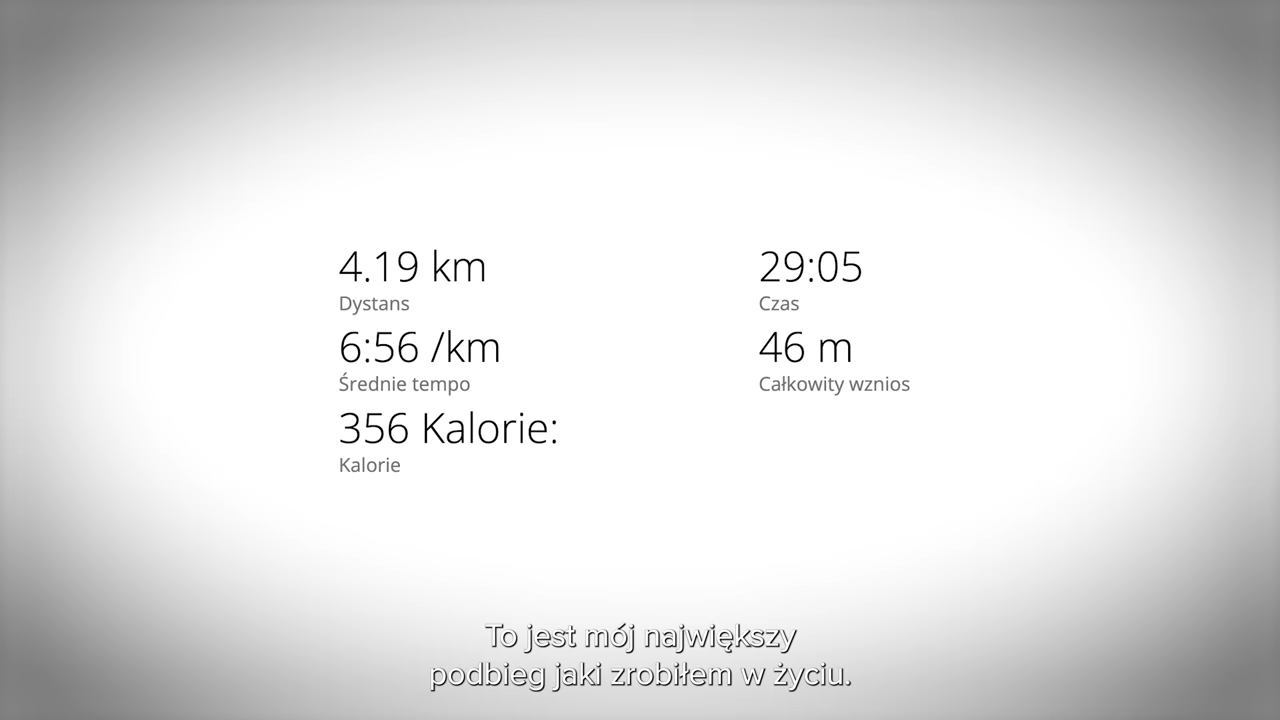 4.19 km
Dystans
29:05
Czas
6:56 /km
Średnie tempo
46 m
Całkowity wznios
356 Kalorie:
Kalorie
To jest mój największy
podbieg jaki zrobiłem w życiu.